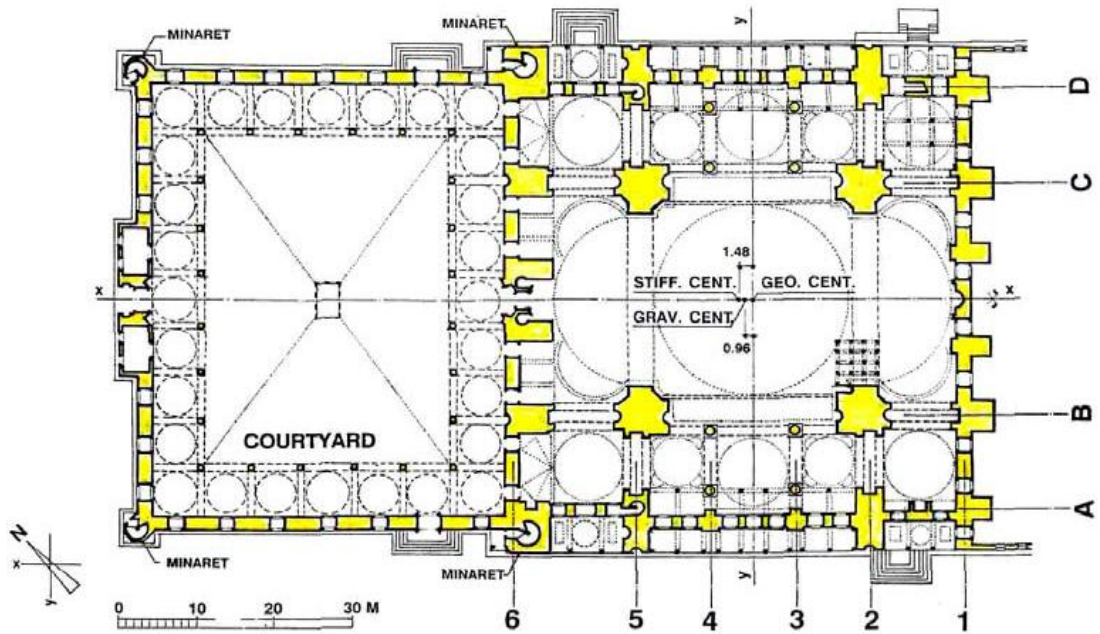 MINARET
MINARET
y
D
C
1.48
x
STIFF. CENT.
GEO. CENT.
x
GRAV. CENT.
0.96
B
COURTYARD
A
N
x
y
MINARET
MINARET
y
0 10 20 30 M
6 5 4 3 2 1